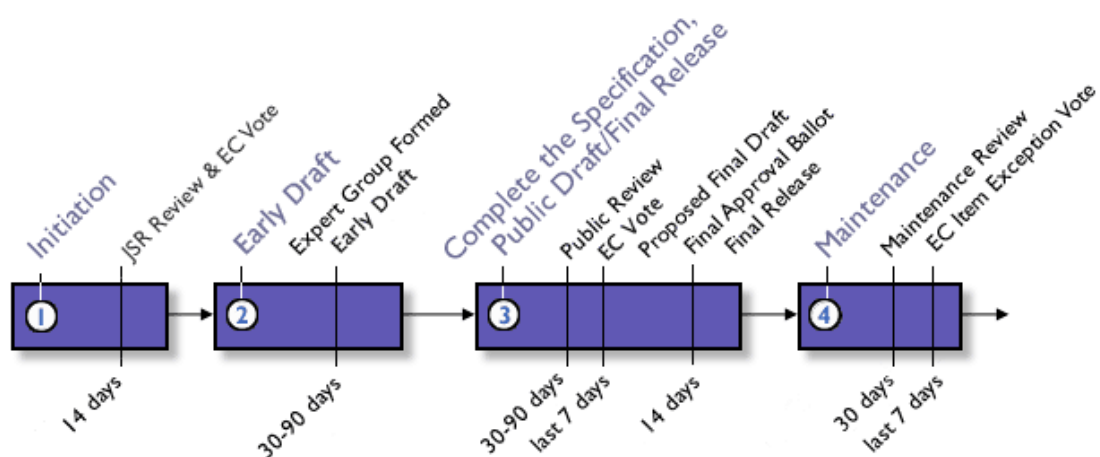 Initiation
JSR Review & EC Vote
Early Draft
Expert Group Formed
Early Draft
Complete the Specification,
Public Draft/Final Release
Public Review
EC Vote
Proposed Final Draft
Final Approval Ballot
Final Release
Maintenance
Maintenance Review
EC Item Exception Vote
1
2
3
4
14 days
30-90 days
30-90 days
last 7 days
14 days
30 days
last 7 days